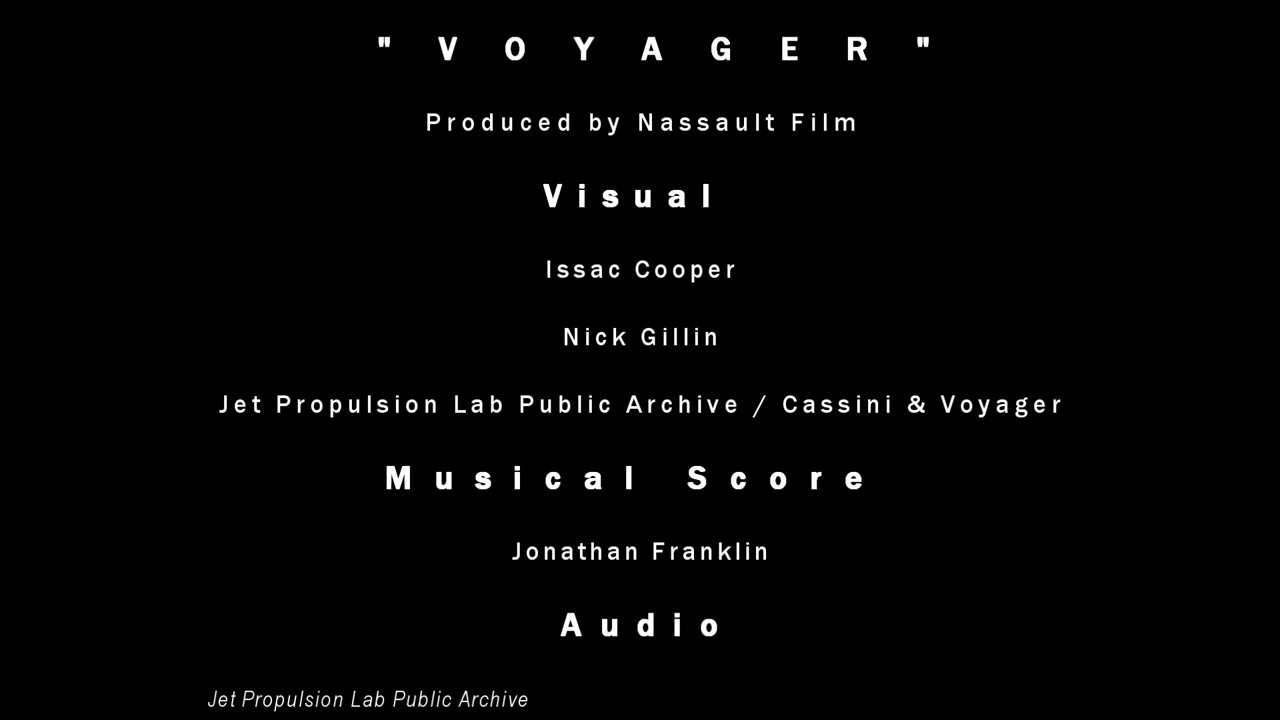 " V O Y A G E R "
Produced by Nassault Film
Visual
Issac Cooper
Nick Gillin
Jet Propulsion Lab Public Archive / Cassini & Voyager
Musical Score
Jonathan Franklin
Audio
Jet Propulsion Lab Public Archive